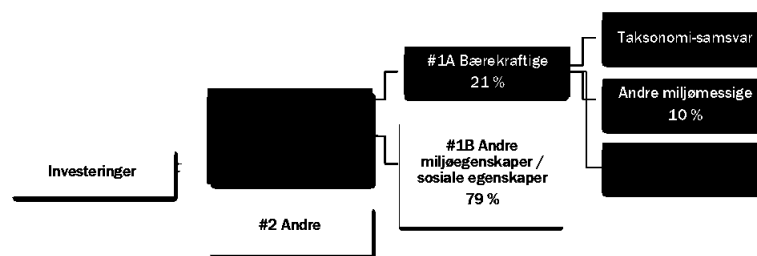 Investeringer
#2 Andre
#1A Bærekraftige
21 %
#1B Andre
miljøegenskaper /
sosiale egenskaper
79 %
Taksonomi-samsvar
Andre miljømessige
10 %